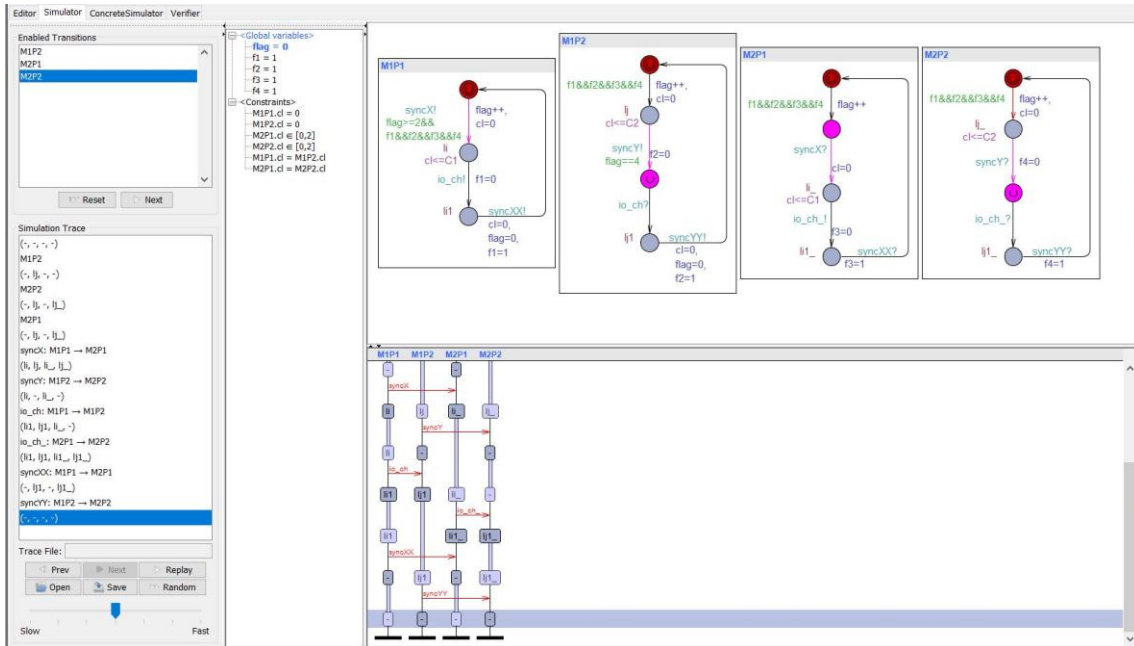 Editor Simulator ConcreteSimulator Verifier
Enabled Transitions
M1P2
M2P1
M2P2
Reset Next
Simulation Trace
(-, -, -, -)
M1P2
(-, lj, -, -)
M2P2
(-, lj, -, lj_)
M2P1
(-, lj, -, lj_)
syncX: M1P1 → M2P1
(li, lj, li_, lj_)
syncY: M1P2 → M2P2
(li, -, li_, -)
io_ch: M1P1 → M1P2
(li1, lj1, li_, -)
io_ch_: M2P1 → M2P2
(li1, lj1, li1_, lj1_)
syncXX: M1P1 → M2P1
(-, lj1, -, lj1_)
syncYY: M1P2 → M2P2
(-, -, -, -)
Trace File:
Prev Next Replay
Open Save Random
Slow Fast
<Global variables>
flag = 0
f1 = 1
f2 = 1
f3 = 1
f4 = 1
<Constraints>
M1P1.cl = 0
M1P2.cl = 0
M2P1.cl ∈ [0,2]
M2P2.cl ∈ [0,2]
M1P1.cl = M1P2.cl
M2P1.cl = M2P2.cl
M1P1
syncX! flag++,
flag>=2&& cl=0
f1&&f2&&f3&&f4
li
cl<=C1
io_ch! f1=0
li1 syncXX!
cl=0,
flag=0,
f1=1
M1P2
f1&&f2&&f3&&f4 flag++,
cl=0
lj
cl<=C2
syncY! f2=0
flag==4
io_ch?
lj1 syncYY!
cl=0,
flag=0,
f2=1
M2P1
f1&&f2&&f3&&f4 flag++
syncX?
cl=0
li_
cl<=C1
io_ch_!
f3=0
li1_ syncXX?
f3=1
M2P2
f1&&f2&&f3&&f4 flag++,
cl=0
lj_
cl<=C2
syncY? f4=0
io_ch_?
lj1_ syncYY?
f4=1
M1P1 M1P2 M2P1 M2P2
- -
syncX
li lj li_ lj_
syncY
li - li_ -
io_ch
li1 lj1 li_ -
io_ch_
li1 lj1 li1_ lj1_
syncXX
- lj1 - lj1_
syncYY
- - - -